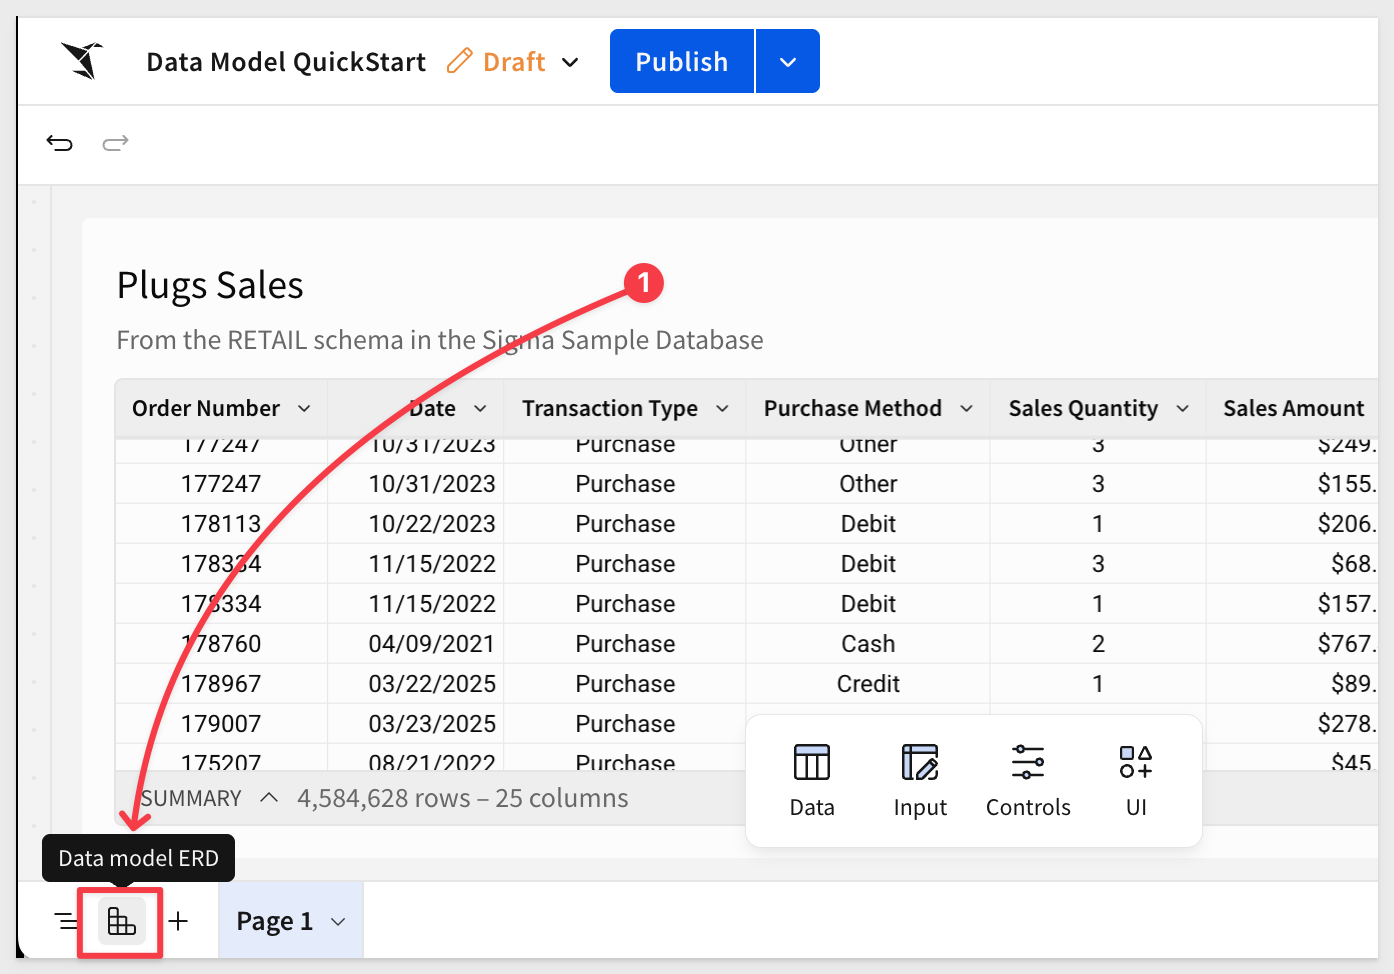 Data Model QuickStart Draft Publish
Plugs Sales
1
From the RETAIL schema in the Sigma Sample Database
Order Number Date Transaction Type Purchase Method Sales Quantity Sales Amount
177247 10/31/2023 Purchase Other 3 $249.
177247 10/31/2023 Purchase Other 3 $155.
178113 10/22/2023 Purchase Debit 1 $206.
178334 11/15/2022 Purchase Debit 3 $68.
178334 11/15/2022 Purchase Debit 1 $157.
178760 04/09/2021 Purchase Cash 2 $767.
178967 03/22/2025 Purchase Credit 1 $89.
179007 03/23/2025 Purchase $278.
175207 08/21/2022 Purchase $45.
SUMMARY 4,584,628 rows – 25 columns
Data Input Controls UI
Data model ERD
Page 1